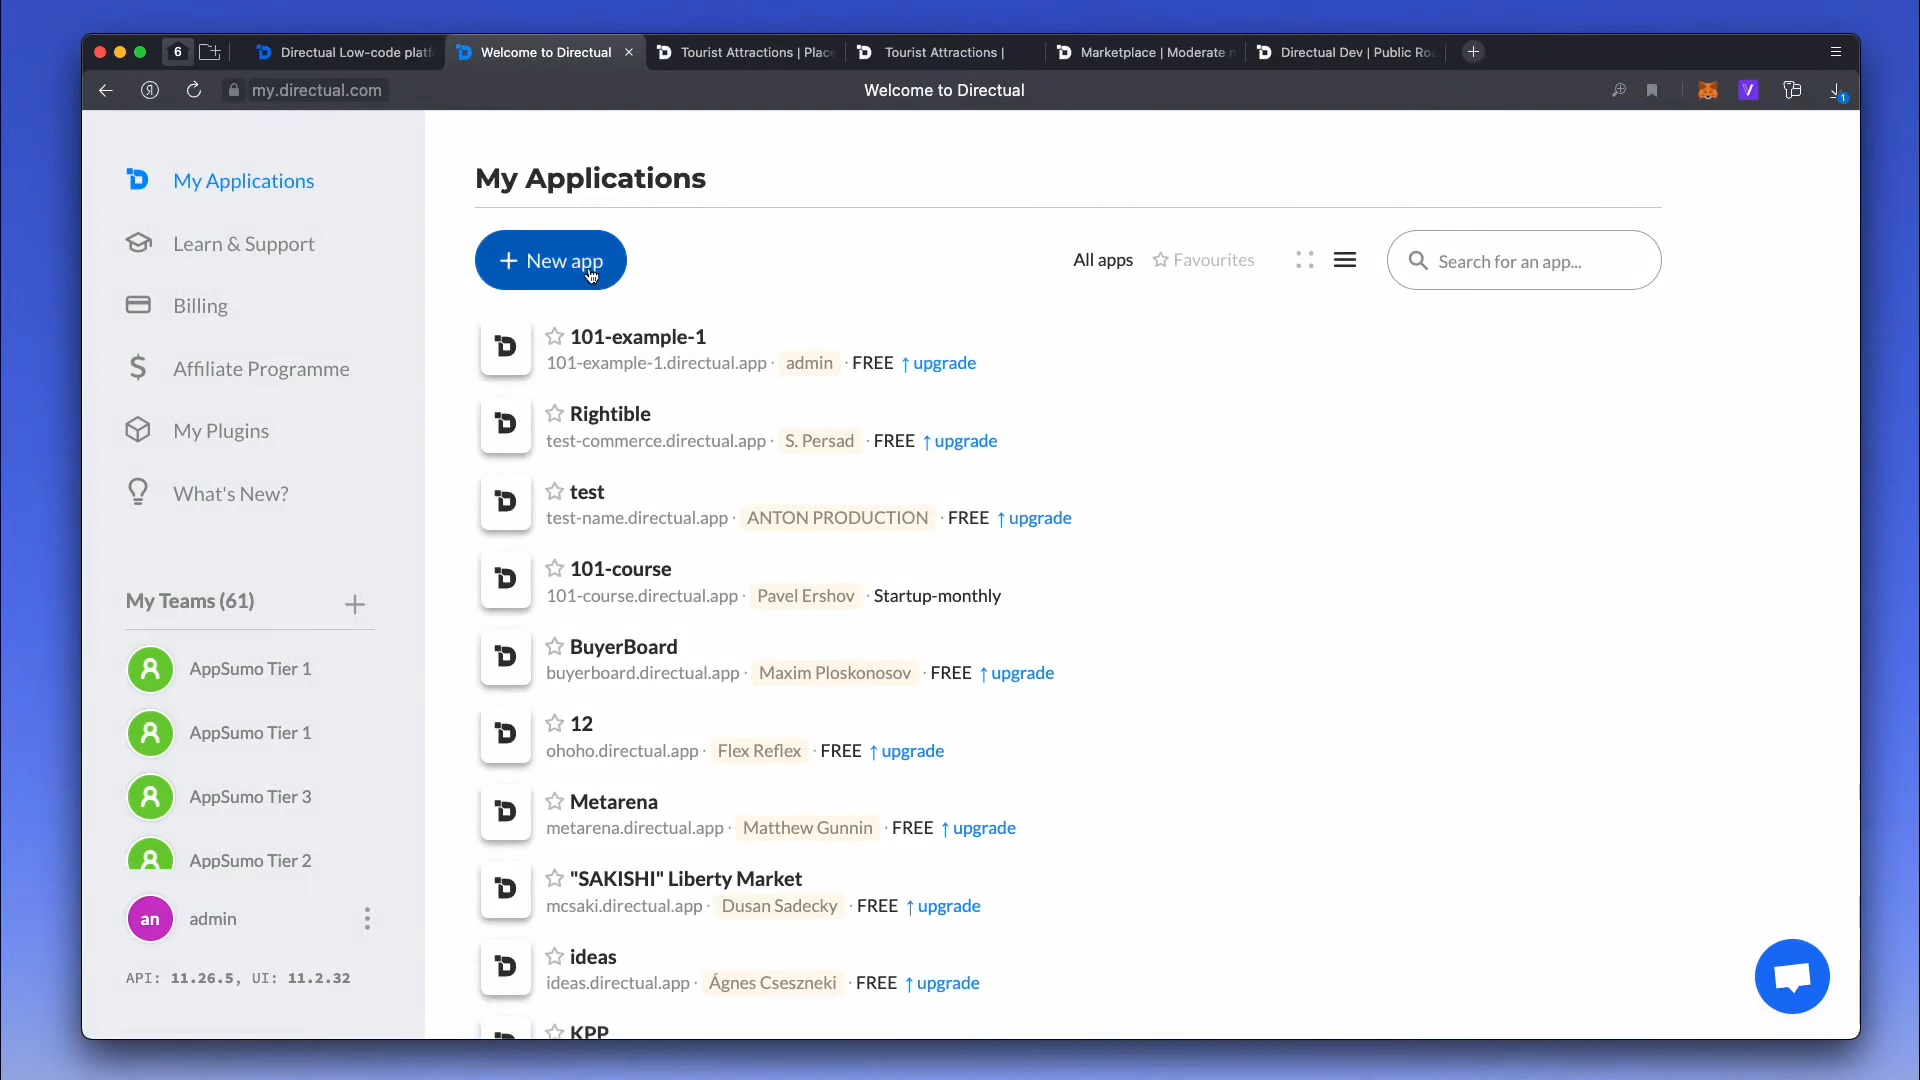 6
Directual Low-code platf
Welcome to Directual
Tourist Attractions | Plac
Tourist Attractions |
Marketplace | Moderate
Directual Dev | Public Ro
my.directual.com
Welcome to Directual
1
My Applications
Learn & Support
Billing
Affiliate Programme
My Plugins
What's New?
My Teams (61)
AppSumo Tier 1
AppSumo Tier 1
AppSumo Tier 3
AppSumo Tier 2
an admin
API: 11.26.5, UI: 11.2.32
My Applications
+ New app
All apps
Favourites
Search for an app...
101-example-1
101-example-1.directual.app · admin · FREE ↑ upgrade
Rightible
test-commerce.directual.app · S. Persad · FREE ↑ upgrade
test
test-name.directual.app · ANTON PRODUCTION · FREE ↑ upgrade
101-course
101-course.directual.app · Pavel Ershov · Startup-monthly
BuyerBoard
buyerboard.directual.app · Maxim Ploskonosov · FREE ↑ upgrade
12
ohoho.directual.app · Flex Reflex · FREE ↑ upgrade
Metarena
metarena.directual.app · Matthew Gunnin · FREE ↑ upgrade
"SAKISHI" Liberty Market
mcsaki.directual.app · Dusan Sadecky · FREE ↑ upgrade
ideas
ideas.directual.app · Ágnes Cseszneki · FREE ↑ upgrade
KPP